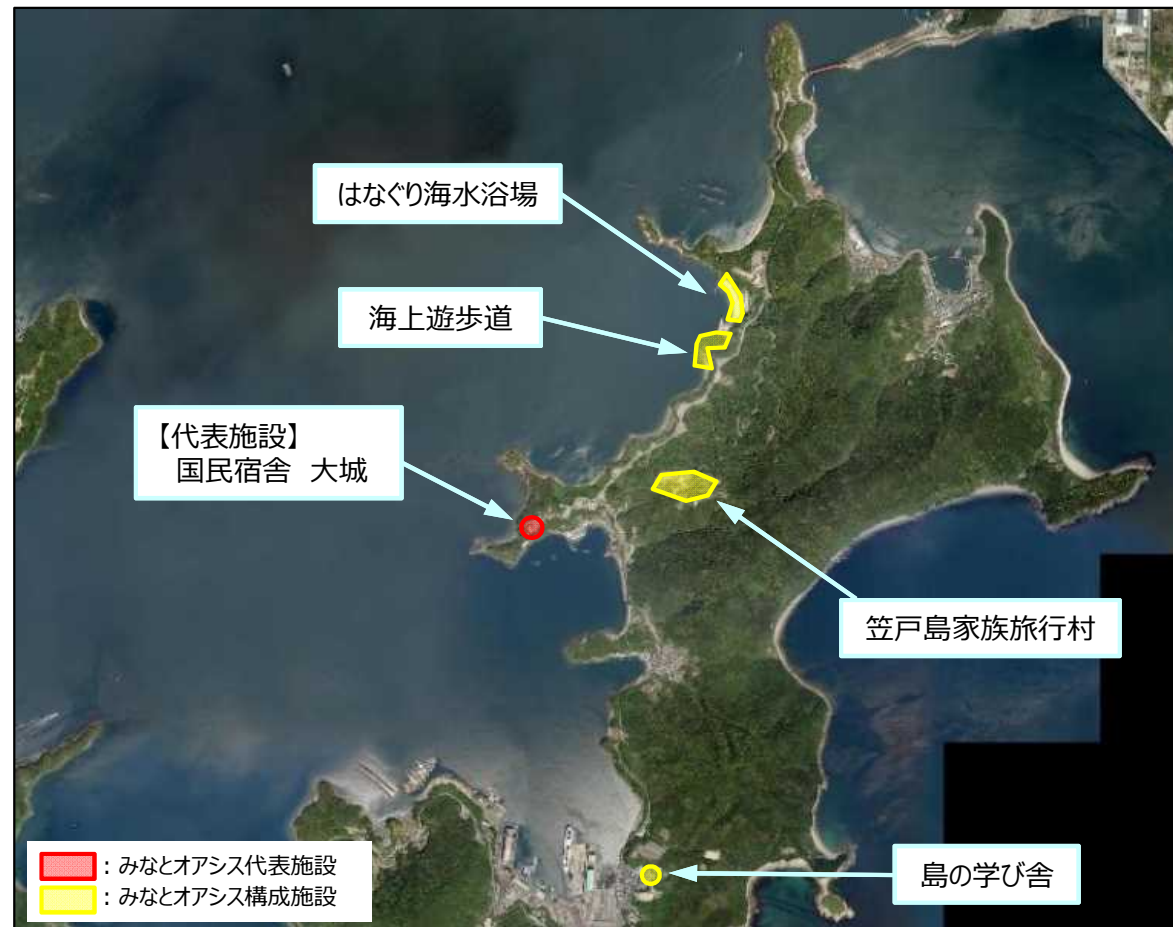 はなぐり海水浴場
海上遊歩道
【代表施設】
国民宿舎　大城
笠戸島家族旅行村
島の学び舎
：みなとオアシス代表施設
：みなとオアシス構成施設